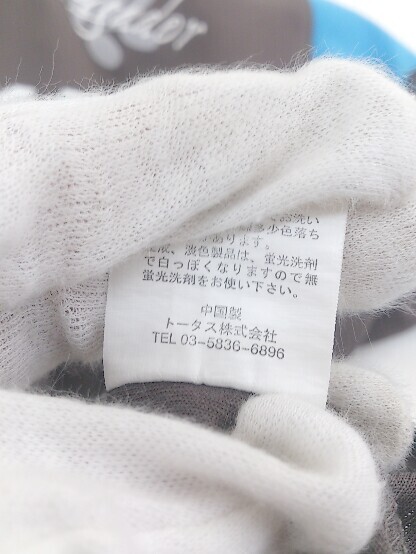 お洗い
多少色落ち
があります。
淡色製品は、蛍光洗剤
で白っぽくなりますので無
蛍光洗剤をお使い下さい。
中国製
トータス株式会社
TEL 03-5836-6896